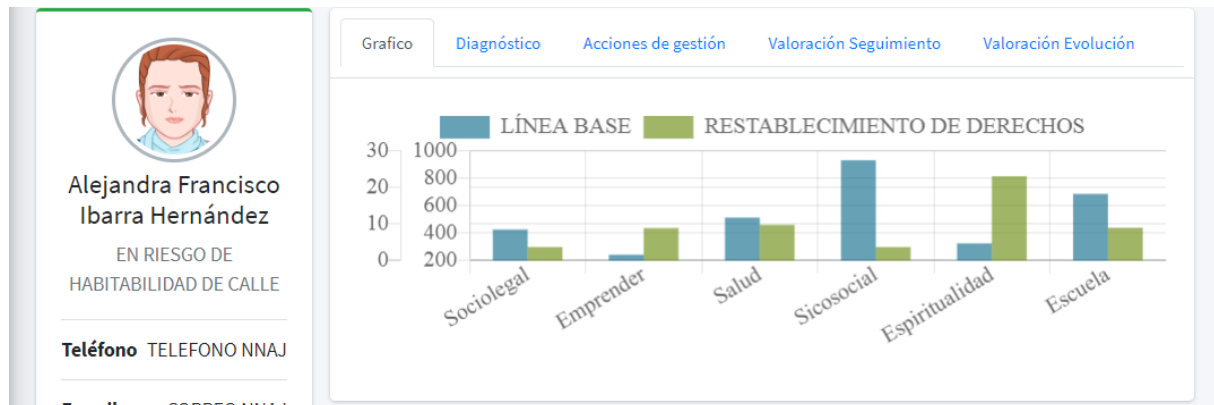 Alejandra Francisco
Ibarra Hernández
EN RIESGO DE
HABITABILIDAD DE CALLE
Teléfono TELEFONO NNAJ
Grafico Diagnóstico Acciones de gestión Valoración Seguimiento Valoración Evolución
LÍNEA BASE RESTABLECIMIENTO DE DERECHOS
30 1000
800
20
600
10
400
0 200
Sociolegal Emprender Salud Sicosocial Espiritualidad Escuela